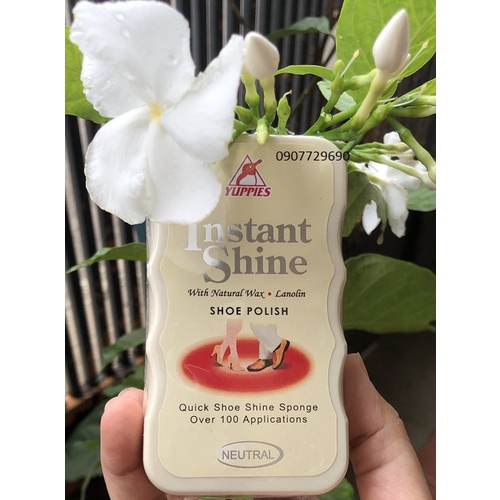 0907729690
YUPPIES
Instant
Shine
With Natural Wax • Lanolin
SHOE POLISH
Quick Shoe Shine Sponge
Over 100 Applications
NEUTRAL